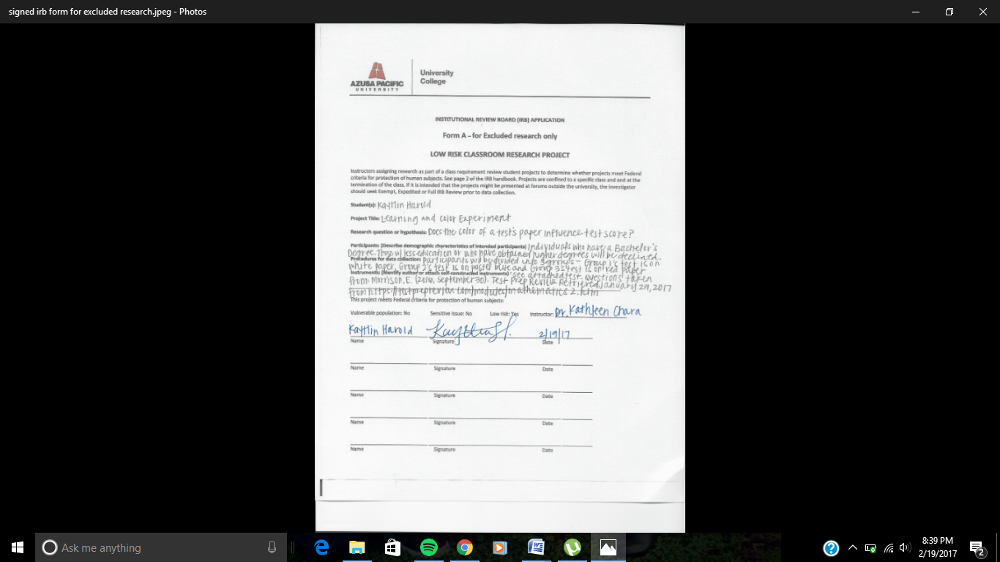 signed irb form for excluded research.jpeg - Photos
AZUSA PACIFIC
UNIVERSITY
University
College
INSTITUTIONAL REVIEW BOARD (IRB) APPLICATION
Form A – for Excluded research only
LOW RISK CLASSROOM RESEARCH PROJECT
Instructors assigning research as part of a class requirement review student projects to determine whether projects meet Federal
criteria for protection of human subjects. See page 2 of the IRB handbook. Projects are confined to a specific class and end at the
termination of the class. If it is intended that the projects might be presented at forums outside the university, the investigator
should seek Exempt, Expedited or Full IRB Review prior to data collection.
Student(s): Kaytlin Harold
Project Title: Learning and Color Experiment
Research question or hypothesis: Does the color of a test's paper influence test score?
Participants: (Describe demographic characteristics of intended participants) Individuals who have a Bachelor's
Degree. Those w/ less education or who have obtained higher degrees will be declined.
Procedures for data collection: participants will be divided into 3 groups – Group 1's test is on
white paper, Group 2's test is on pastel blue and Group 3's test is on red paper
Instruments: (Identify author or attach self-constructed instruments) see attached test. questions taken
from: Morrison, E. (2016, September 30). Test Prep Review. Retrieved January 29, 2017
from https://testprepreview.com/modules/mathematics2.htm
This project meets Federal criteria for protection of human subjects:
Vulnerable population: No Sensitive issue: No Low risk: Yes Instructor: Dr. Kathleen Chara
Kaytlin Harold 2/19/17
Name Signature Date
Name Signature Date
Name Signature Date
Name Signature Date
Name Signature Date
Ask me anything
8:39 PM
2/19/2017
2